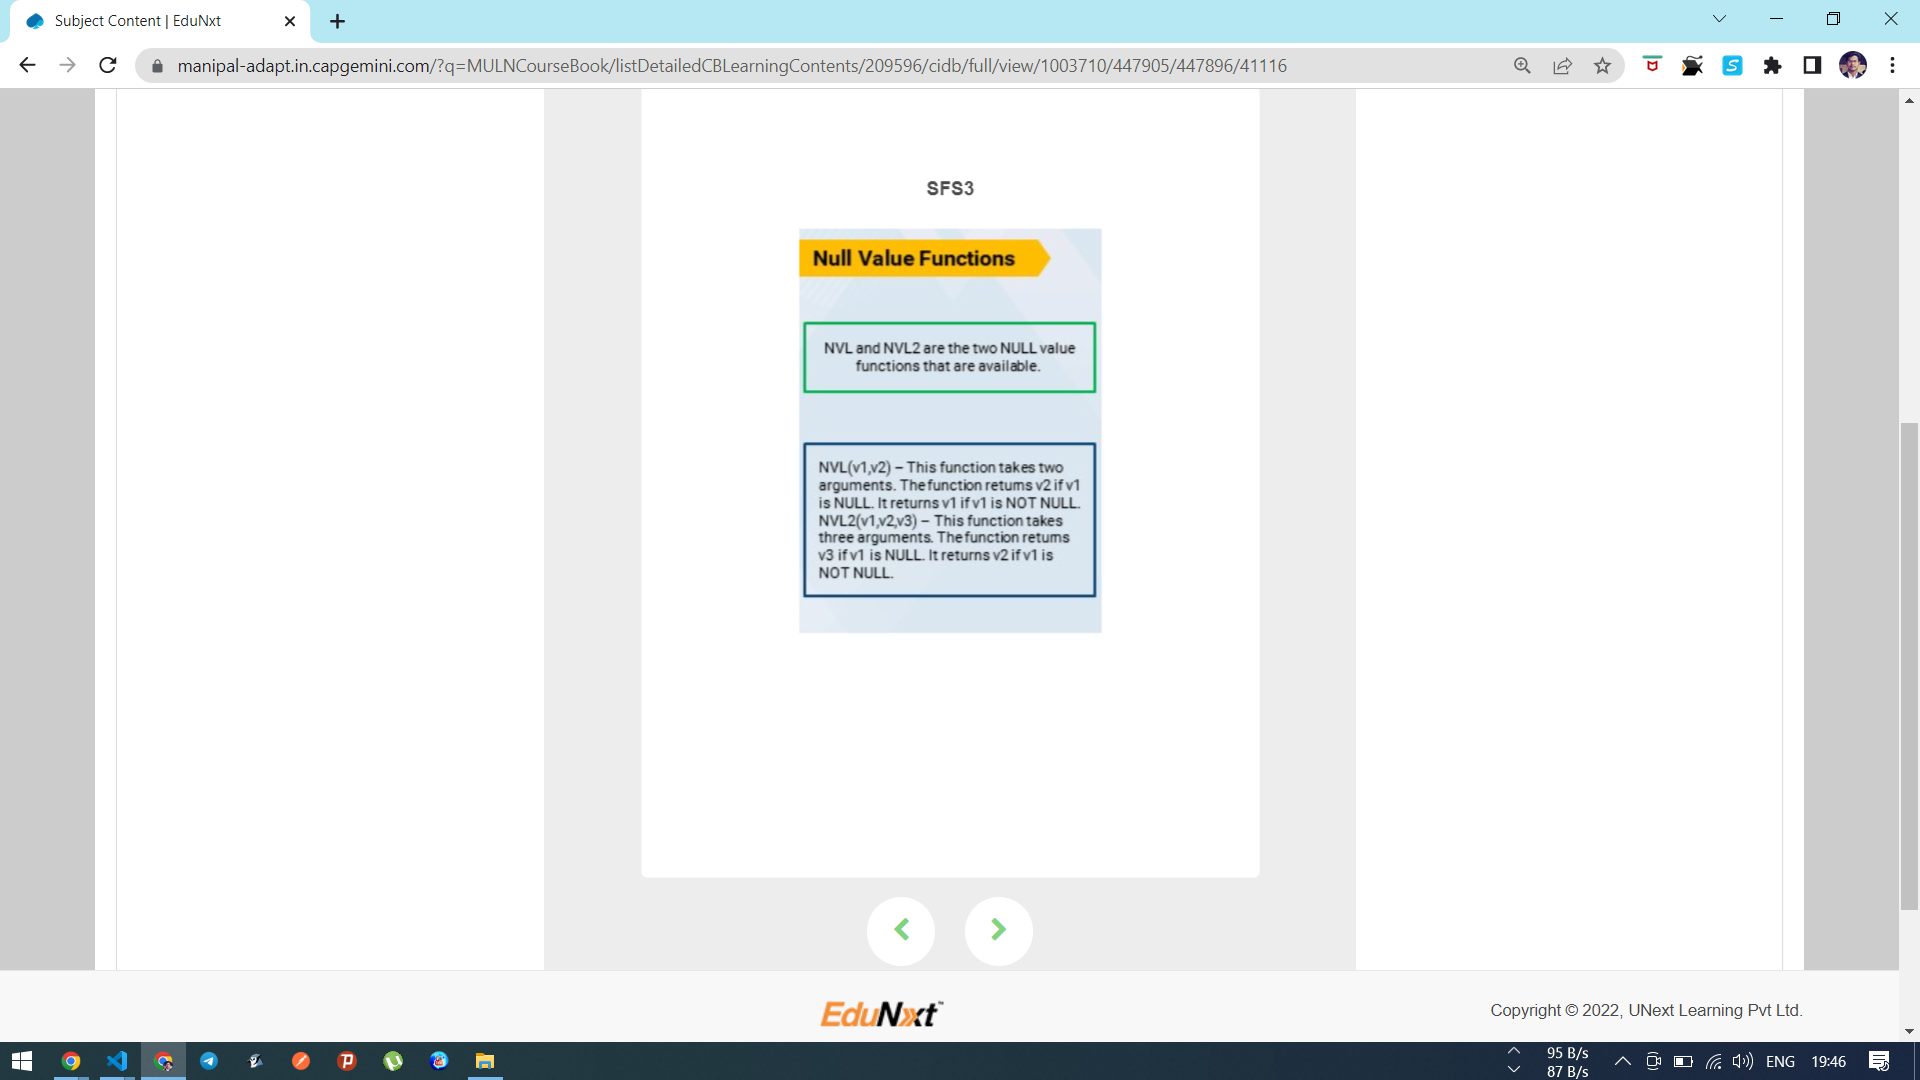 Subject Content | EduNxt
manipal-adapt.in.capgemini.com/?q=MULNCourseBook/listDetailedCBLearningContents/209596/cidb/full/view/1003710/447905/447896/41116
SFS3
Null Value Functions
NVL and NVL2 are the two NULL value
functions that are available.
NVL(v1,v2) – This function takes two
arguments. The function returns v2 if v1
is NULL. It returns v1 if v1 is NOT NULL.
NVL2(v1,v2,v3) – This function takes
three arguments. The function returns
v3 if v1 is NULL. It returns v2 if v1 is
NOT NULL.
EduNxt
Copyright © 2022, UNext Learning Pvt Ltd.
95 B/s
87 B/s
ENG
19:46